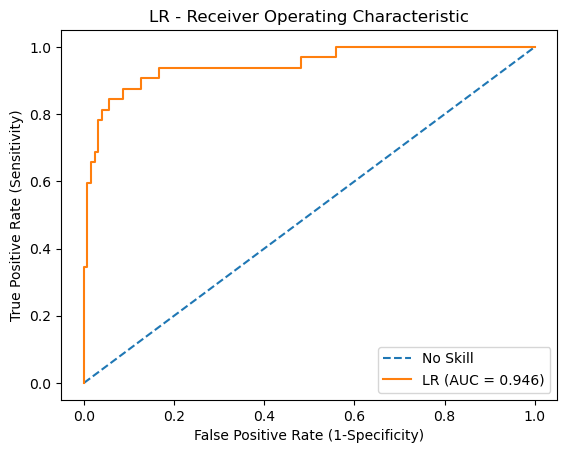 LR - Receiver Operating Characteristic
True Positive Rate (Sensitivity)
1.0
0.8
0.6
0.4
0.2
0.0
0.0 0.2 0.4 0.6 0.8 1.0
False Positive Rate (1-Specificity)
No Skill
LR (AUC = 0.946)